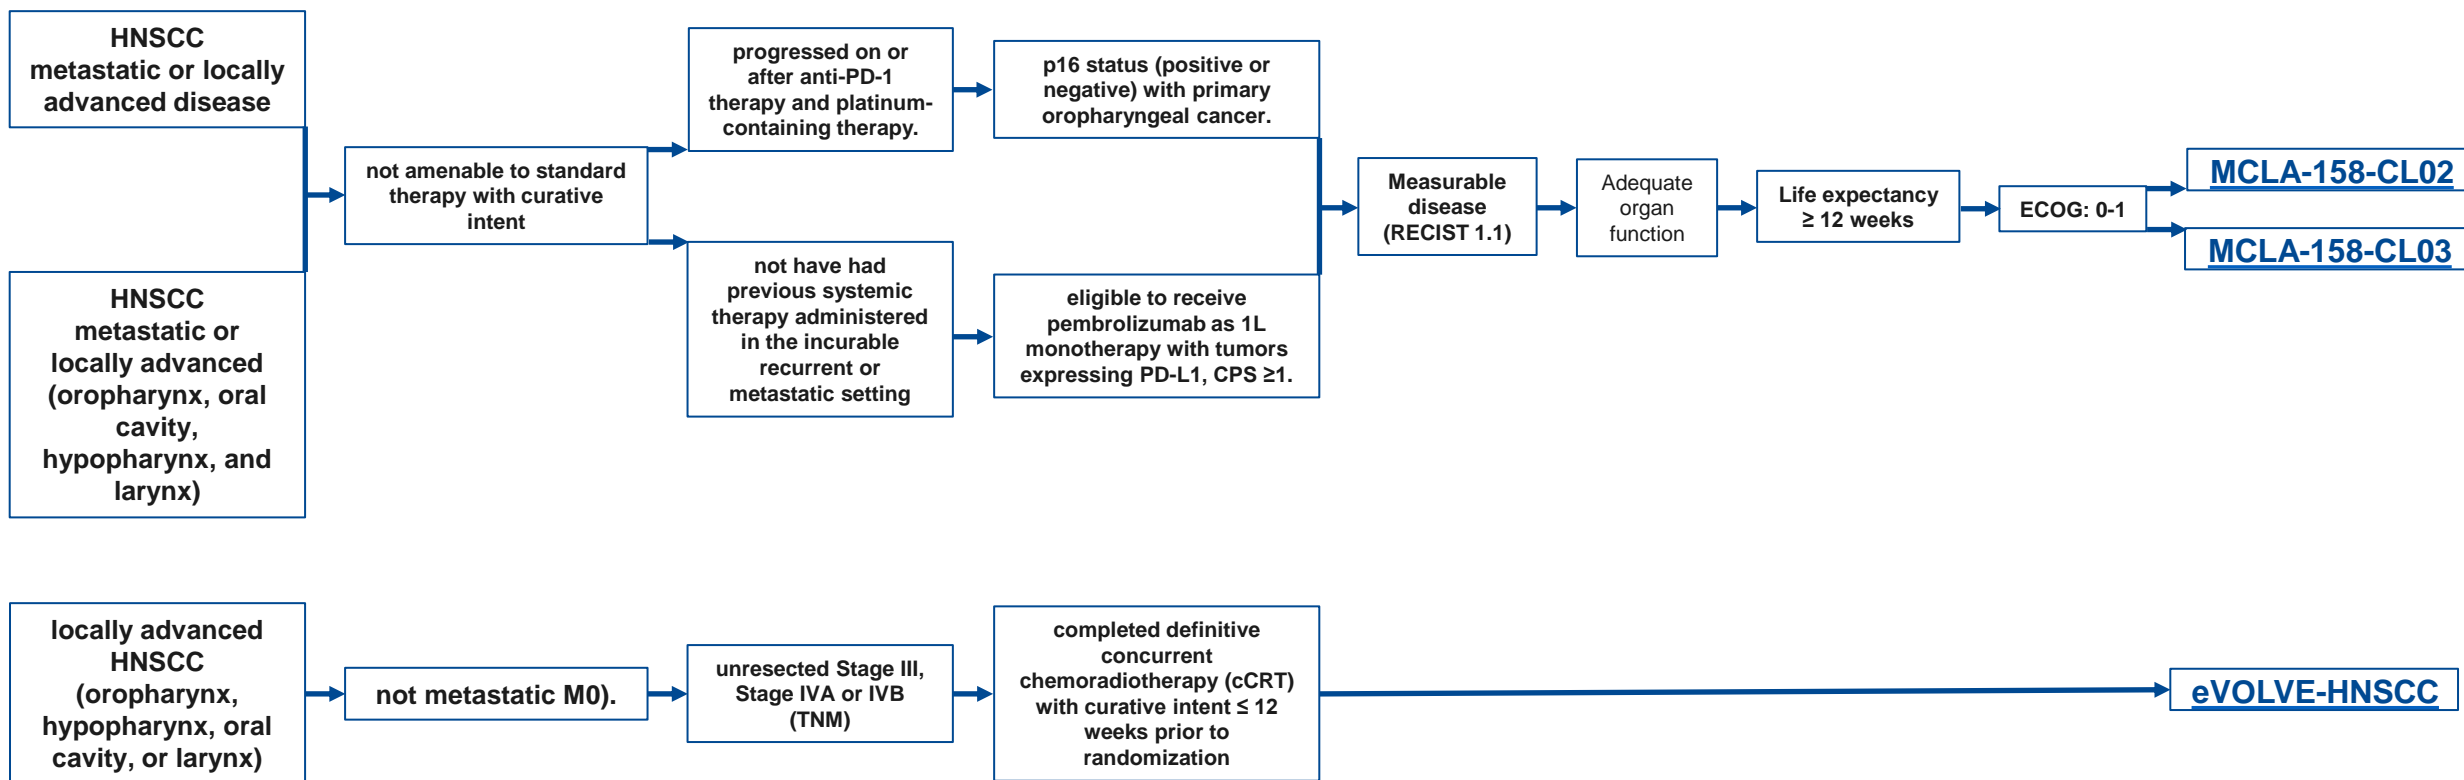 HNSCC
metastatic or locally
advanced disease
HNSCC
metastatic or
locally advanced
(oropharynx, oral
cavity,
hypopharynx, and
larynx)
not amenable to standard
therapy with curative
intent
progressed on or
after anti-PD-1
therapy and platinum-
containing therapy.
p16 status (positive or
negative) with primary
oropharyngeal cancer.
not have had
previous systemic
therapy administered
in the incurable
recurrent or
metastatic setting
eligible to receive
pembrolizumab as 1L
monotherapy with tumors
expressing PD-L1, CPS ≥1.
Measurable
disease
(RECIST 1.1)
Adequate
organ
function
Life expectancy
≥ 12 weeks
ECOG: 0-1
MCLA-158-CL02
MCLA-158-CL03
locally advanced
HNSCC
(oropharynx,
hypopharynx, oral
cavity, or larynx)
not metastatic M0).
unresected Stage III,
Stage IVA or IVB
(TNM)
completed definitive
concurrent
chemoradiotherapy (cCRT)
with curative intent ≤ 12
weeks prior to
randomization
eVOLVE-HNSCC